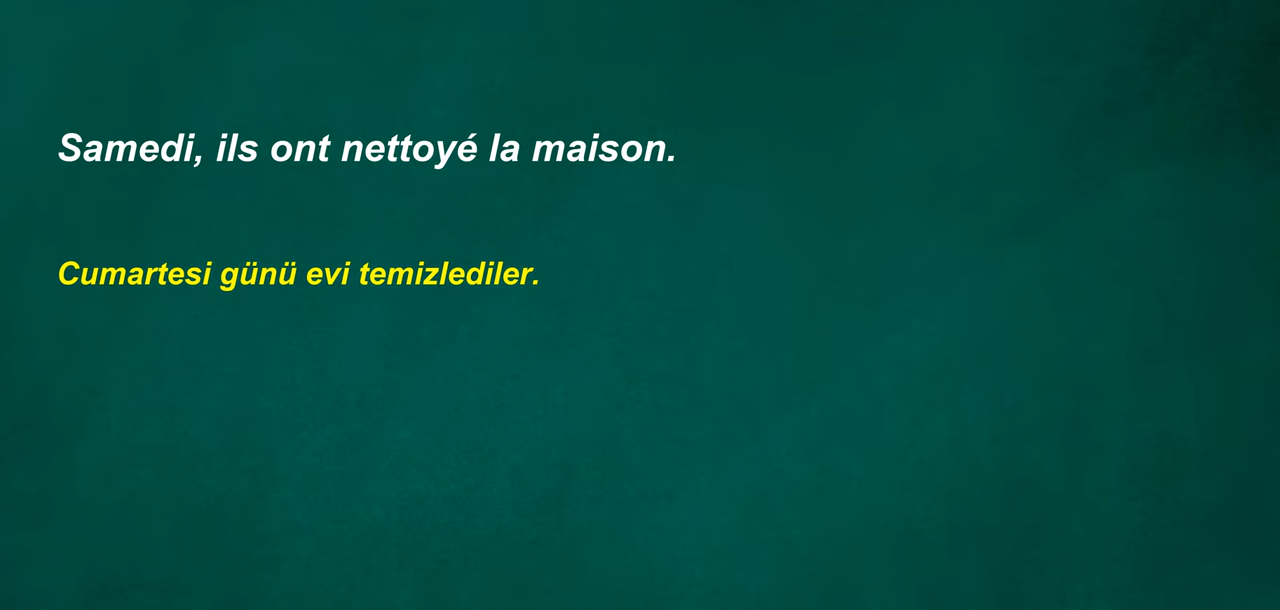 Samedi, ils ont nettoyé la maison.
Cumartesi günü evi temizlediler.